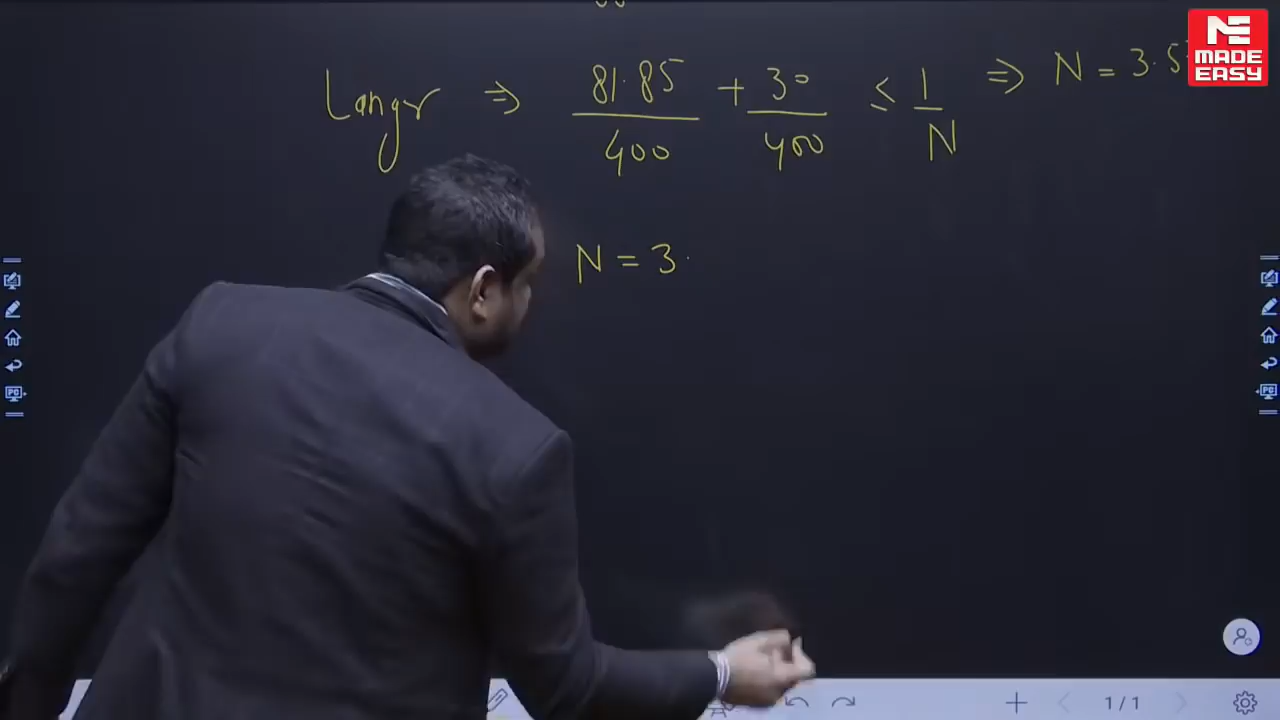 Langr ⇒ 81.85/400 + 30/400 ≤ 1/N ⇒ N = 3.5
N = 3.
MADE EASY
1/1